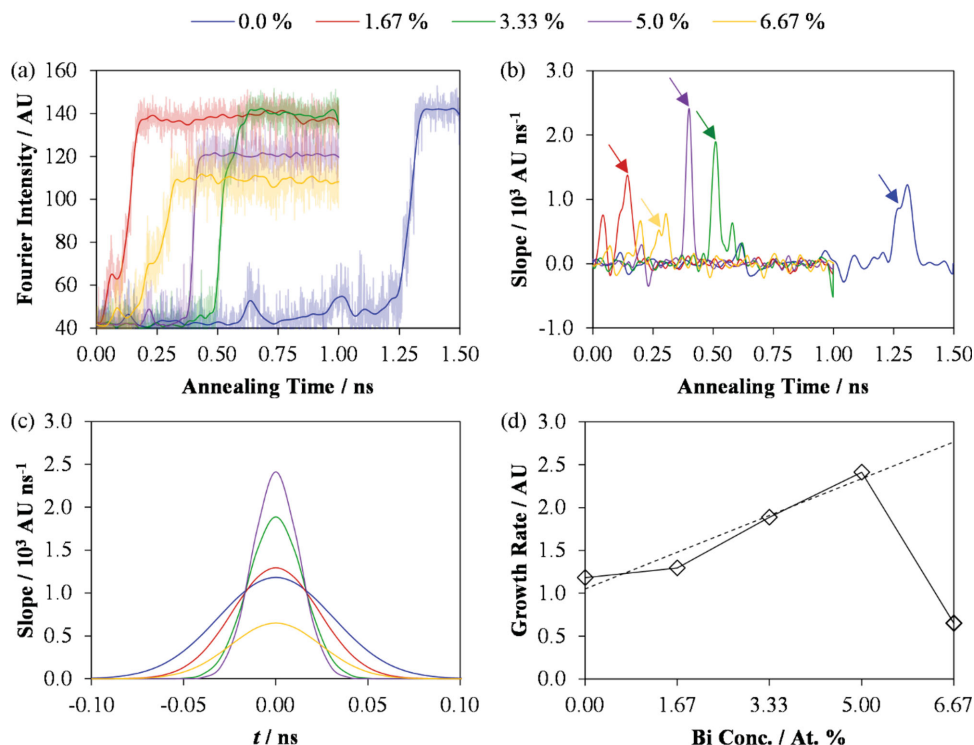 0.0 % 1.67 % 3.33 % 5.0 % 6.67 %
(a)
Fourier Intensity / AU
160
140
120
100
80
60
40
0.00 0.25 0.50 0.75 1.00 1.25 1.50
Annealing Time / ns
(b)
Slope / 10³ AU ns⁻¹
3.0
2.0
1.0
0.0
-1.0
0.00 0.25 0.50 0.75 1.00 1.25 1.50
Annealing Time / ns
(c)
Slope / 10³ AU ns⁻¹
3.0
2.5
2.0
1.5
1.0
0.5
0.0
-0.10 -0.05 0.00 0.05 0.10
t / ns
(d)
Growth Rate / AU
3.0
2.5
2.0
1.5
1.0
0.5
0.0
0.00 1.67 3.33 5.00 6.67
Bi Conc. / At. %